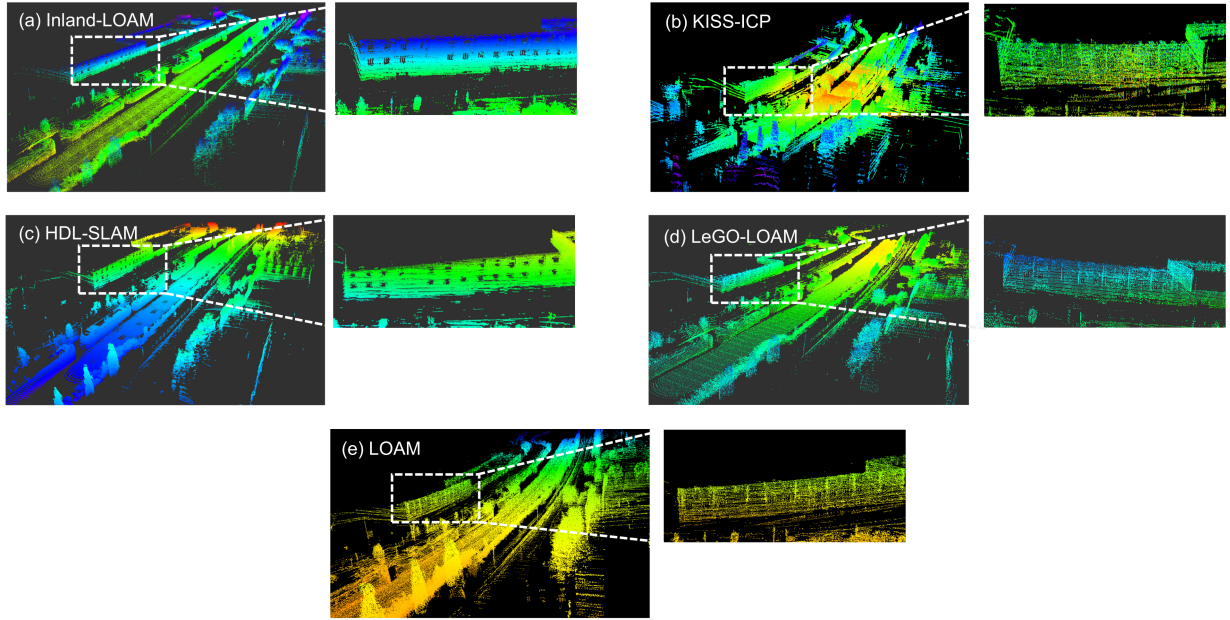 (a) Inland-LOAM
(b) KISS-ICP
(c) HDL-SLAM
(d) LeGO-LOAM
(e) LOAM